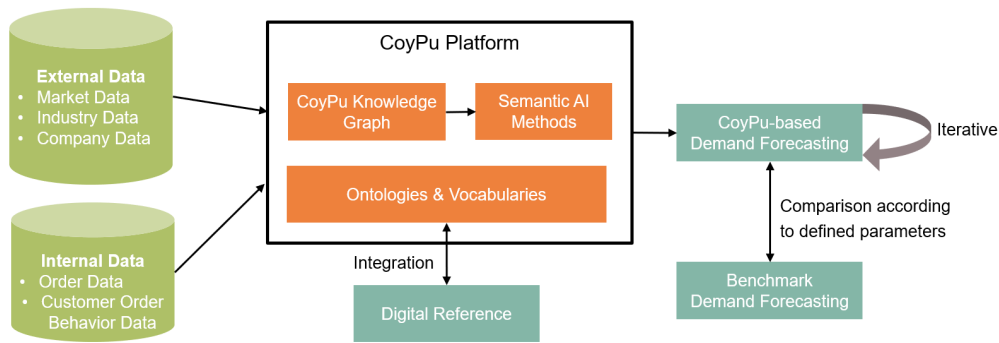 External Data
• Market Data
• Industry Data
• Company Data
Internal Data
• Order Data
• Customer Order
Behavior Data
CoyPu Platform
CoyPu Knowledge
Graph
Semantic AI
Methods
Ontologies & Vocabularies
Integration
Digital Reference
CoyPu-based
Demand Forecasting
Iterative
Comparison according
to defined parameters
Benchmark
Demand Forecasting